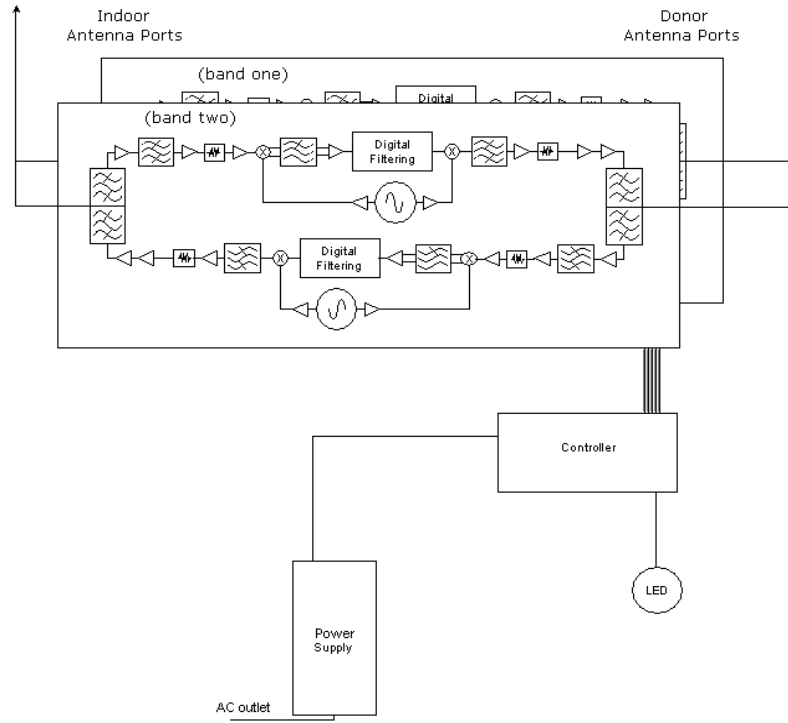 Indoor
Antenna Ports
Donor
Antenna Ports
(band one)
Digital
(band two)
Digital
Filtering
X
X
Digital
Filtering
X
X
Controller
LED
Power
Supply
AC outlet